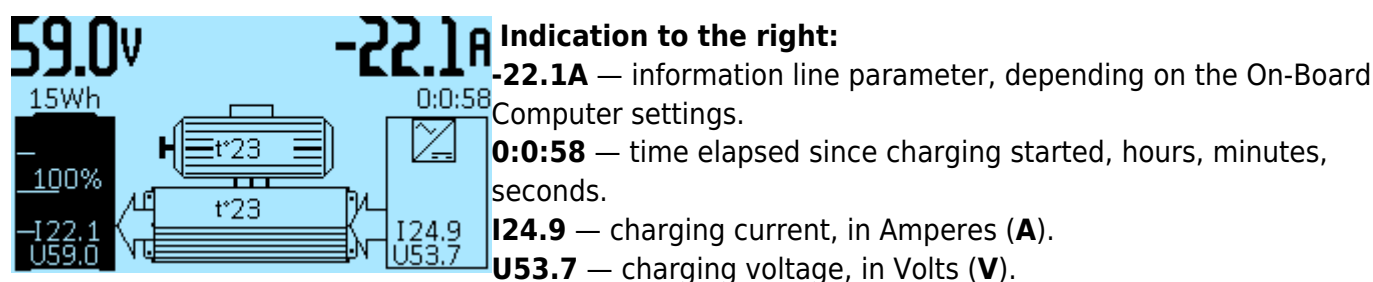 59.0V -22.1A
15Wh 0:0:58
t°23
100%
t°23
I22.1
U59.0
I24.9
U53.7
Indication to the right:
-22.1A — information line parameter, depending on the On-Board
Computer settings.
0:0:58 — time elapsed since charging started, hours, minutes,
seconds.
I24.9 — charging current, in Amperes (A).
U53.7 — charging voltage, in Volts (V).